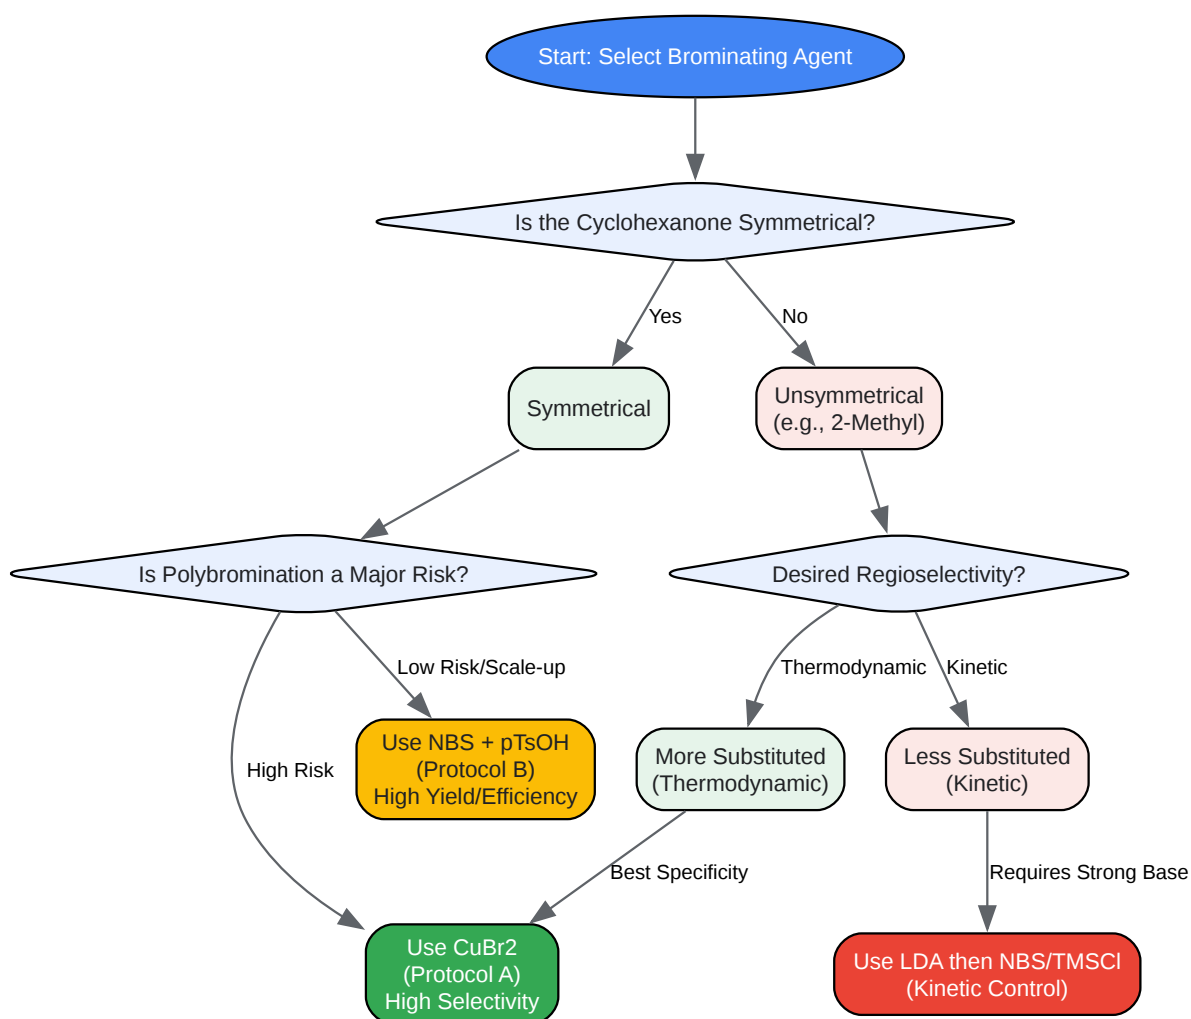 Start: Select Brominating Agent
Is the Cyclohexanone Symmetrical?
Yes
No
Symmetrical
Unsymmetrical
(e.g., 2-Methyl)
Is Polybromination a Major Risk?
Desired Regioselectivity?
Low Risk/Scale-up
Thermodynamic
Kinetic
High Risk
Use NBS + pTsOH
(Protocol B)
High Yield/Efficiency
More Substituted
(Thermodynamic)
Less Substituted
(Kinetic)
Best Specificity
Requires Strong Base
Use CuBr2
(Protocol A)
High Selectivity
Use LDA then NBS/TMSCl
(Kinetic Control)